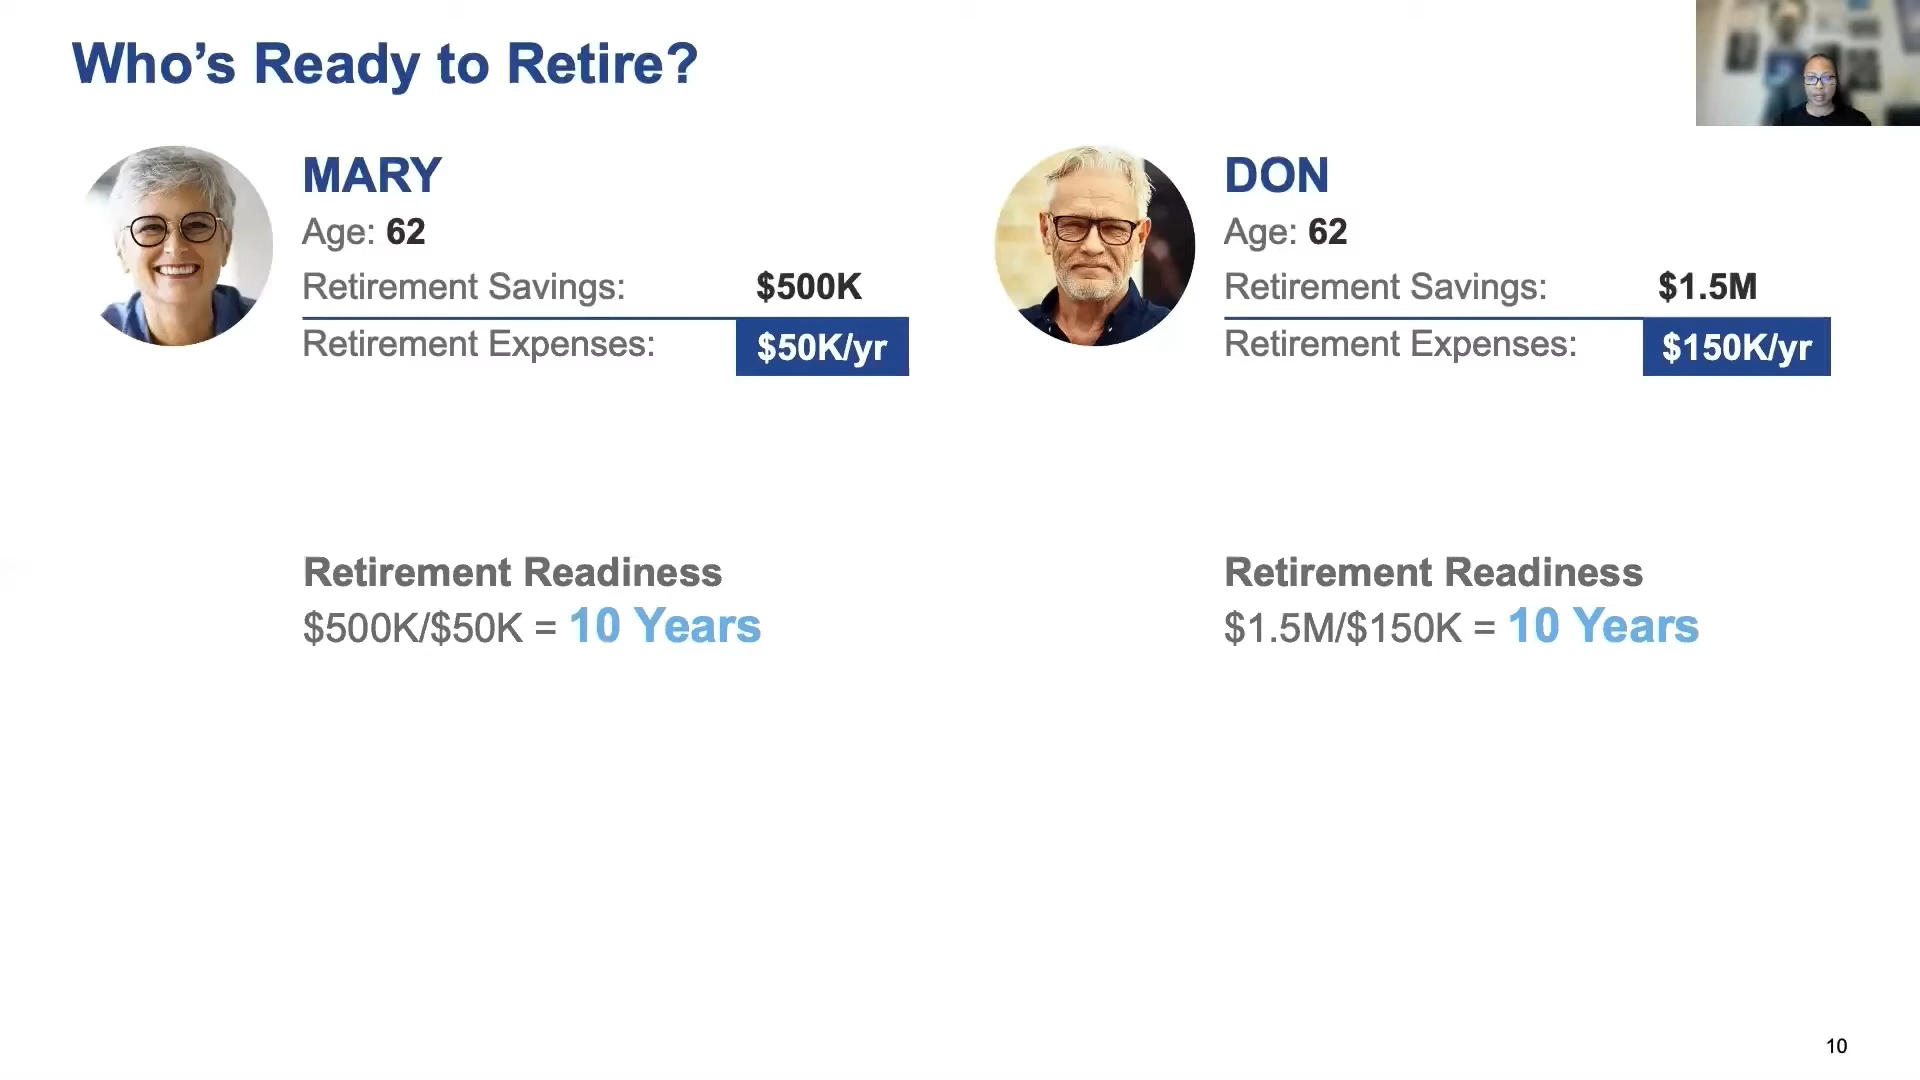 Who’s Ready to Retire?
MARY
Age: 62
Retirement Savings: $500K
Retirement Expenses: $50K/yr
Retirement Readiness
$500K/$50K = 10 Years
DON
Age: 62
Retirement Savings: $1.5M
Retirement Expenses: $150K/yr
Retirement Readiness
$1.5M/$150K = 10 Years
10